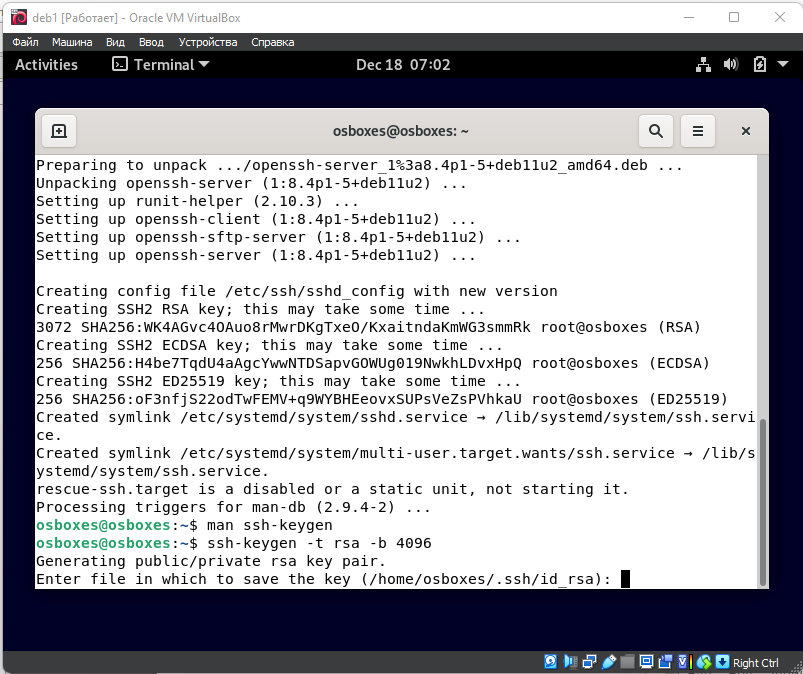 deb1 [Работает] - Oracle VM VirtualBox
Файл Машина Вид Ввод Устройства Справка
Activities Terminal Dec 18 07:02
osboxes@osboxes: ~
Preparing to unpack .../openssh-server_1%3a8.4p1-5+deb11u2_amd64.deb ...
Unpacking openssh-server (1:8.4p1-5+deb11u2) ...
Setting up runit-helper (2.10.3) ...
Setting up openssh-client (1:8.4p1-5+deb11u2) ...
Setting up openssh-sftp-server (1:8.4p1-5+deb11u2) ...
Setting up openssh-server (1:8.4p1-5+deb11u2) ...
Creating config file /etc/ssh/sshd_config with new version
Creating SSH2 RSA key; this may take some time ...
3072 SHA256:WK4AGvc4OAuo8rMwrDKgTxeO/KxaitndaKmWG3smmRk root@osboxes (RSA)
Creating SSH2 ECDSA key; this may take some time ...
256 SHA256:H4be7TqdU4aAgcYwwNTDSapvGOWUg019NwkhLDvxHpQ root@osboxes (ECDSA)
Creating SSH2 ED25519 key; this may take some time ...
256 SHA256:oF3nfjS22odTwFEMV+q9WYBHEeovxSUPsVeZsPVhkaU root@osboxes (ED25519)
Created symlink /etc/systemd/system/sshd.service → /lib/systemd/system/ssh.servi
ce.
Created symlink /etc/systemd/system/multi-user.target.wants/ssh.service → /lib/s
ystemd/system/ssh.service.
rescue-ssh.target is a disabled or a static unit, not starting it.
Processing triggers for man-db (2.9.4-2) ...
osboxes@osboxes:~$ man ssh-keygen
osboxes@osboxes:~$ ssh-keygen -t rsa -b 4096
Generating public/private rsa key pair.
Enter file in which to save the key (/home/osboxes/.ssh/id_rsa):
Right Ctrl